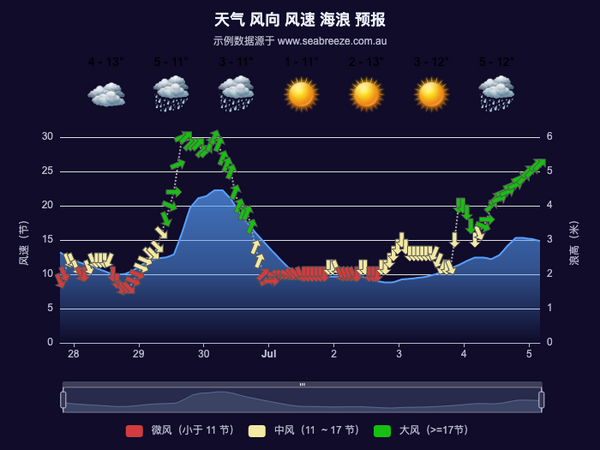 天气 风向 风速 海浪 预报
示例数据源于 www.seabreeze.com.au
4 - 13° 5 - 11° 3 - 11° 1 - 11° 2 - 13° 3 - 12° 5 - 12°
30 6
25 5
20 4
15 3
10 2
5 1
0 0
风速（节）
浪高（米）
28 29 30 Jul 2 3 4 5
微风（小于 11 节） 中风（11 ~ 17 节） 大风（>=17节）